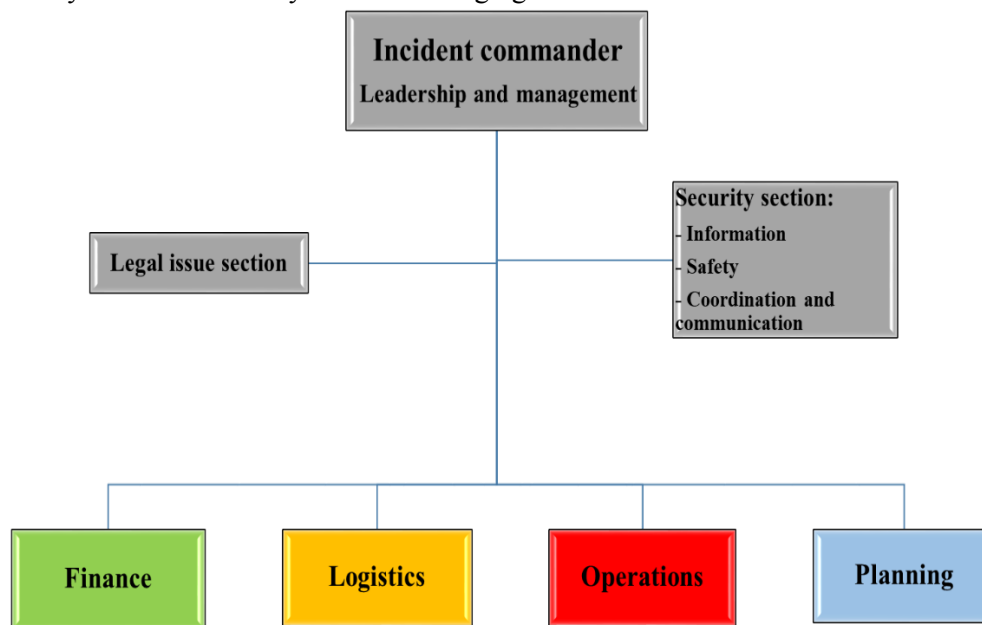 Incident commander
Leadership and management
Security section:
- Information
- Safety
- Coordination and
communication
Legal issue section
Finance
Logistics
Operations
Planning